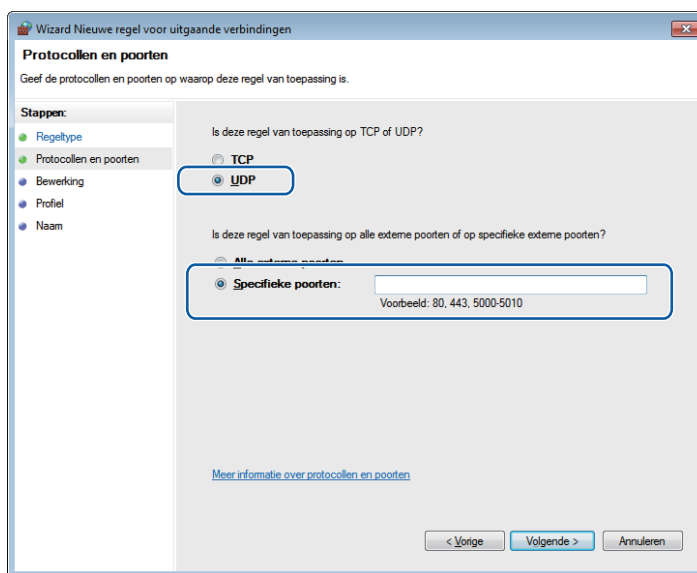 Wizard Nieuwe regel voor uitgaande verbindingen
Protocollen en poorten
Geef de protocollen en poorten op waarop deze regel van toepassing is.
Stappen:
Regeltype
Protocollen en poorten
Bewerking
Profiel
Naam
Is deze regel van toepassing op TCP of UDP?
TCP
UDP
Is deze regel van toepassing op alle externe poorten of op specifieke externe poorten?
Alle externe poorten
Specifieke poorten:
Voorbeeld: 80, 443, 5000-5010
Meer informatie over protocollen en poorten
< Vorige
Volgende >
Annuleren